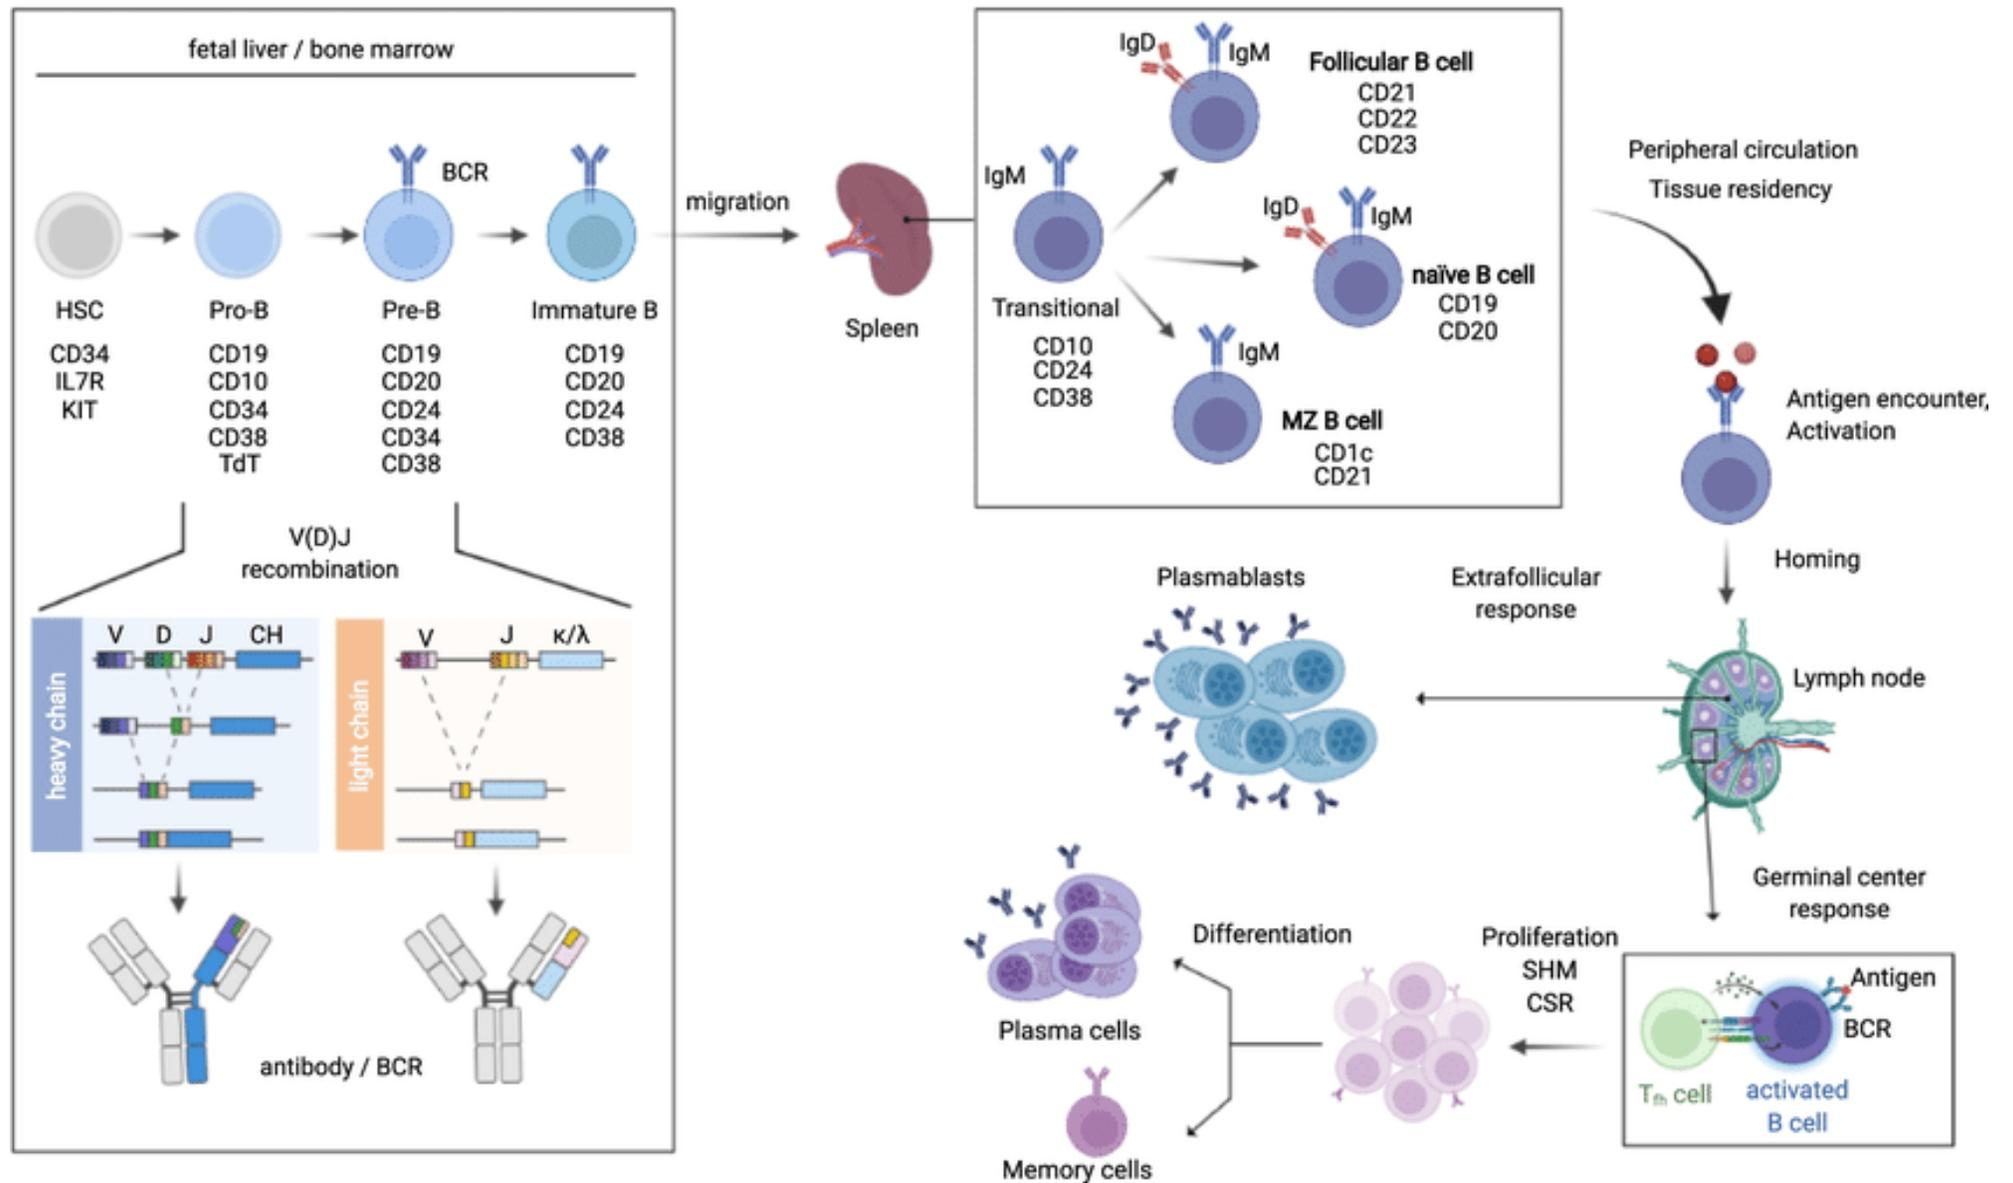 fetal liver / bone marrow
BCR
HSC
CD34
IL7R
KIT
Pro-B
CD19
CD10
CD34
CD38
TdT
Pre-B
CD19
CD20
CD24
CD34
CD38
Immature B
CD19
CD20
CD24
CD38
V(D)J
recombination
heavy chain
V D J CH
light chain
V J κ/λ
antibody / BCR
migration
Spleen
IgM
Transitional
CD10
CD24
CD38
IgD
IgM
Follicular B cell
CD21
CD22
CD23
IgD
IgM
naïve B cell
CD19
CD20
IgM
MZ B cell
CD1c
CD21
Peripheral circulation
Tissue residency
Antigen encounter,
Activation
Homing
Lymph node
Extrafollicular
response
Plasmablasts
Germinal center
response
Antigen
BCR
Tfh cell
activated
B cell
Proliferation
SHM
CSR
Differentiation
Plasma cells
Memory cells